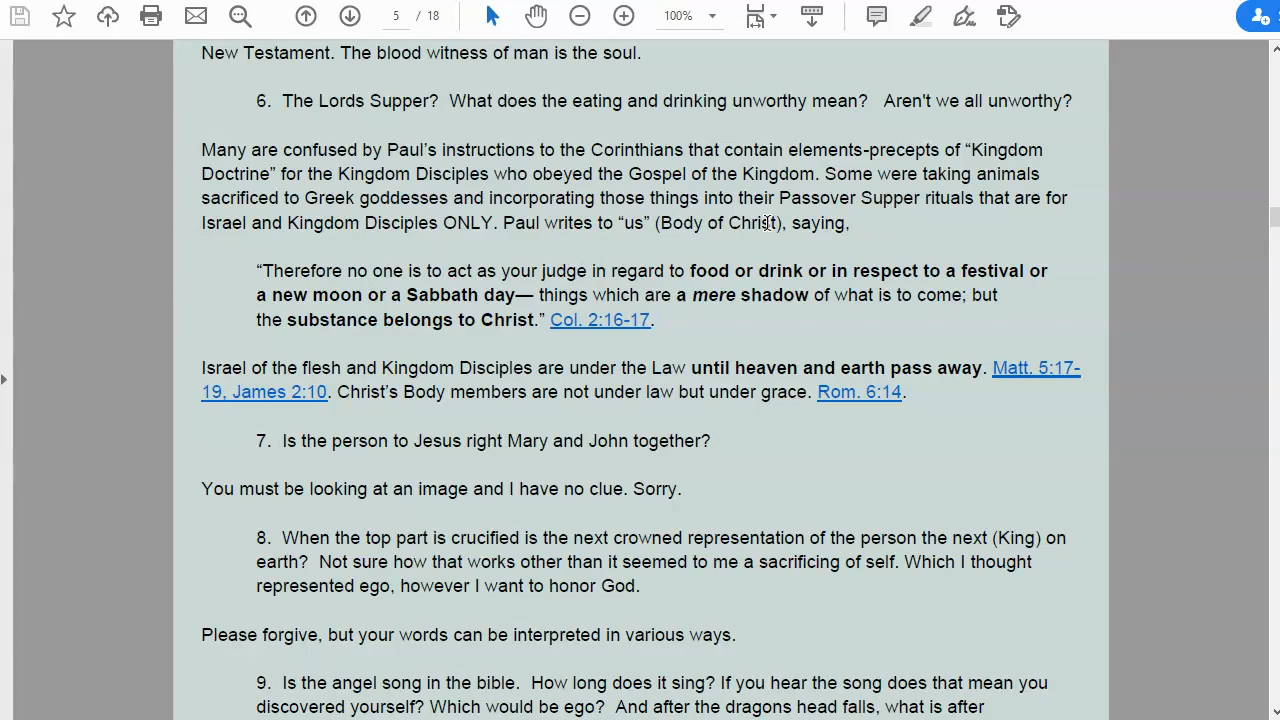 5 / 18 100%
New Testament. The blood witness of man is the soul.
6. The Lords Supper? What does the eating and drinking unworthy mean? Aren't we all unworthy?
Many are confused by Paul’s instructions to the Corinthians that contain elements-precepts of “Kingdom
Doctrine” for the Kingdom Disciples who obeyed the Gospel of the Kingdom. Some were taking animals
sacrificed to Greek goddesses and incorporating those things into their Passover Supper rituals that are for
Israel and Kingdom Disciples ONLY. Paul writes to “us” (Body of Christ), saying,
“Therefore no one is to act as your judge in regard to food or drink or in respect to a festival or
a new moon or a Sabbath day— things which are a mere shadow of what is to come; but
the substance belongs to Christ.” Col. 2:16-17.
Israel of the flesh and Kingdom Disciples are under the Law until heaven and earth pass away. Matt. 5:17-
19, James 2:10. Christ’s Body members are not under law but under grace. Rom. 6:14.
7. Is the person to Jesus right Mary and John together?
You must be looking at an image and I have no clue. Sorry.
8. When the top part is crucified is the next crowned representation of the person the next (King) on
earth? Not sure how that works other than it seemed to me a sacrificing of self. Which I thought
represented ego, however I want to honor God.
Please forgive, but your words can be interpreted in various ways.
9. Is the angel song in the bible. How long does it sing? If you hear the song does that mean you
discovered yourself? Which would be ego? And after the dragons head falls, what is after